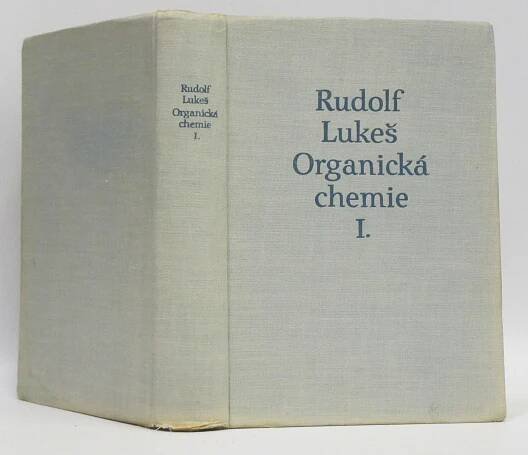 Rudolf
Lukeš
Organická
chemie
I.
Rudolf
Lukeš
Organická
chemie
I.